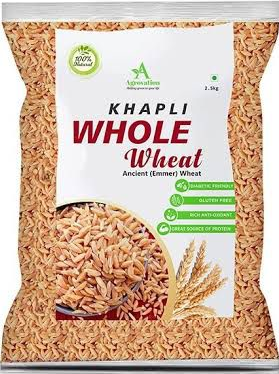 100%
Natural
Agrovation
KHAPLI
1.5kg
WHOLE
Wheat
Ancient (Emmer) Wheat
DIABETIC FRIENDLY
GLUTEN FREE
RICH ANTI-OXIDANT
GREAT SOURCE OF PROTEIN